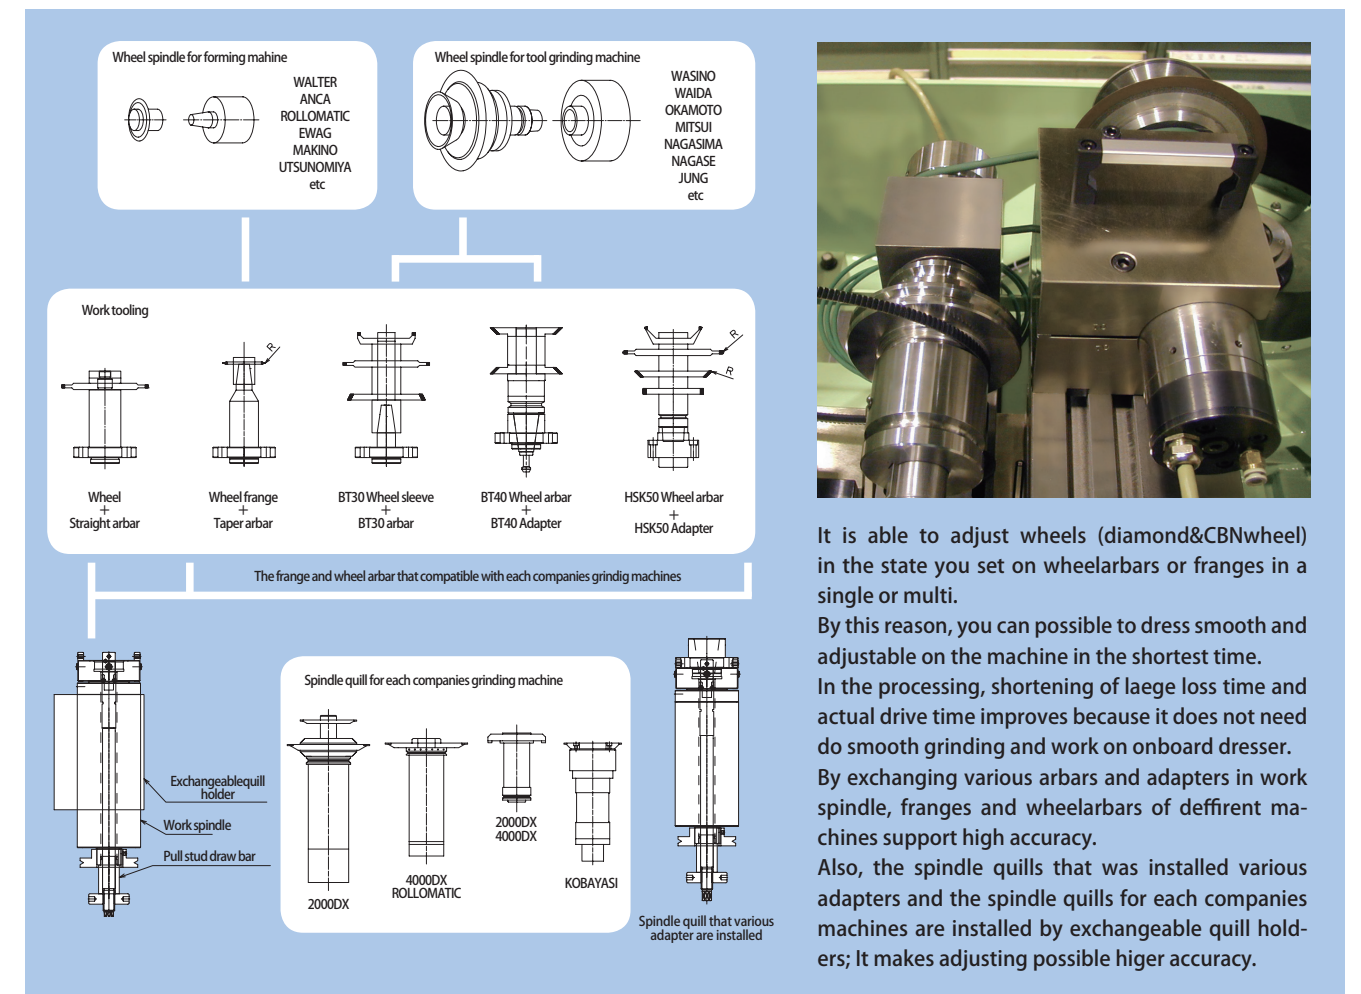 Wheel spindle for forming mahine
WALTER
ANCA
ROLLOMATIC
EWAG
MAKINO
UTSUNOMIYA
etc
Wheel spindle for tool grinding machine
WASINO
WAIDA
OKAMOTO
MITSUI
NAGASIMA
NAGASE
JUNG
etc
Work tooling
R
R
R
Wheel
+
Straight arbar
Wheel frange
+
Taper arbar
BT30 Wheel sleeve
+
BT30 arbar
BT40 Wheel arbar
+
BT40 Adapter
HSK50 Wheel arbar
+
HSK50 Adapter
The frange and wheel arbar that compatible with each companies grindig machines
Exchangeablequill
holder
Work spindle
Pull stud draw bar
Spindle quill for each companies grinding machine
2000DX
4000DX
ROLLOMATIC
2000DX
4000DX
KOBAYASI
Spindle quill that various
adapter are installed
It is able to adjust wheels (diamond&CBNwheel)
in the state you set on wheelarbars or franges in a
single or multi.
By this reason, you can possible to dress smooth and
adjustable on the machine in the shortest time.
In the processing, shortening of laege loss time and
actual drive time improves because it does not need
do smooth grinding and work on onboard dresser.
By exchanging various arbars and adapters in work
spindle, franges and wheelarbars of deffirent ma-
chines support high accuracy.
Also, the spindle quills that was installed various
adapters and the spindle quills for each companies
machines are installed by exchangeable quill hold-
ers; It makes adjusting possible higer accuracy.